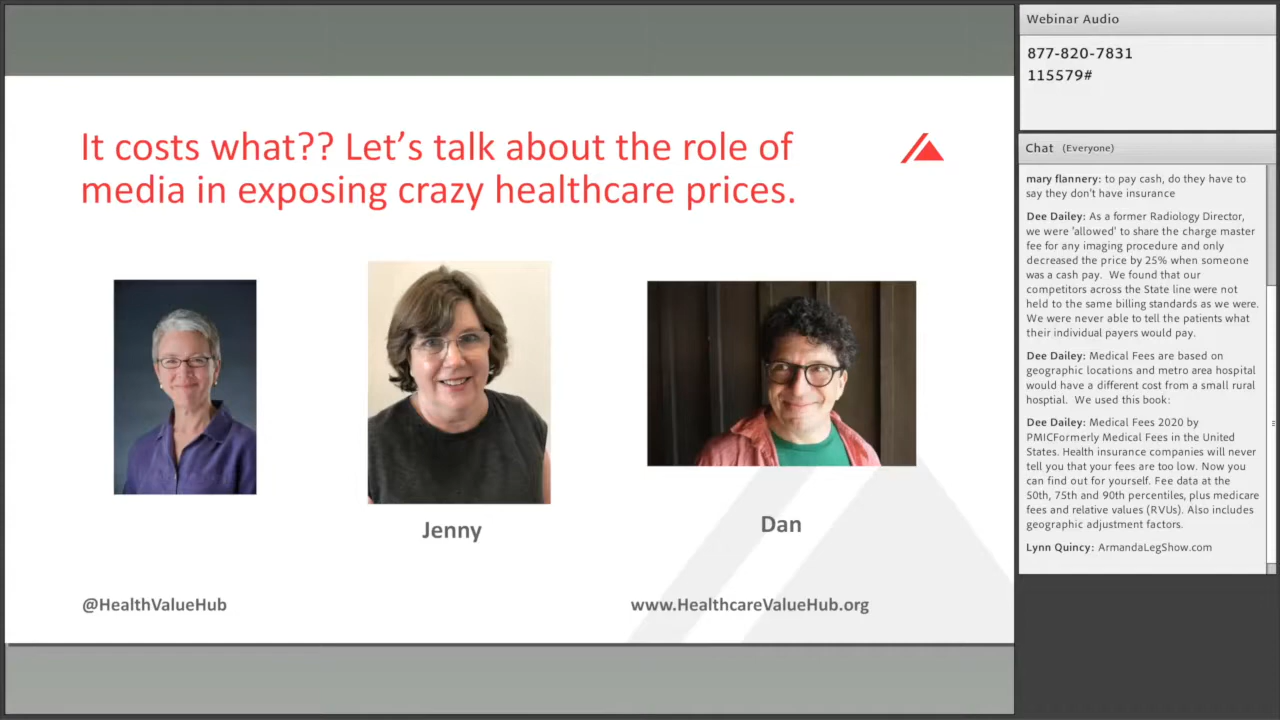 It costs what?? Let's talk about the role of
media in exposing crazy healthcare prices.
Jenny
Dan
@HealthValueHub
www.HealthcareValueHub.org
Webinar Audio
877-820-7831
115579#
Chat (Everyone)
mary flannery: to pay cash, do they have to
say they don't have insurance
Dee Dailey: As a former Radiology Director,
we were 'allowed' to share the charge master
fee for any imaging procedure and only
decreased the price by 25% when someone
was a cash pay. We found that our
competitors across the State line were not
held to the same billing standards as we were.
We were never able to tell the patients what
their individual payers would pay.
Dee Dailey: Medical Fees are based on
geographic locations and metro area hospital
would have a different cost from a small rural
hosptial. We used this book:
Dee Dailey: Medical Fees 2020 by
PMICFormerly Medical Fees in the United
States. Health insurance companies will never
tell you that your fees are too low. Now you
can find out for yourself. Fee data at the
50th, 75th and 90th percentiles, plus medicare
fees and relative values (RVUs). Also includes
geographic adjustment factors.
Lynn Quincy: ArmandaLegShow.com